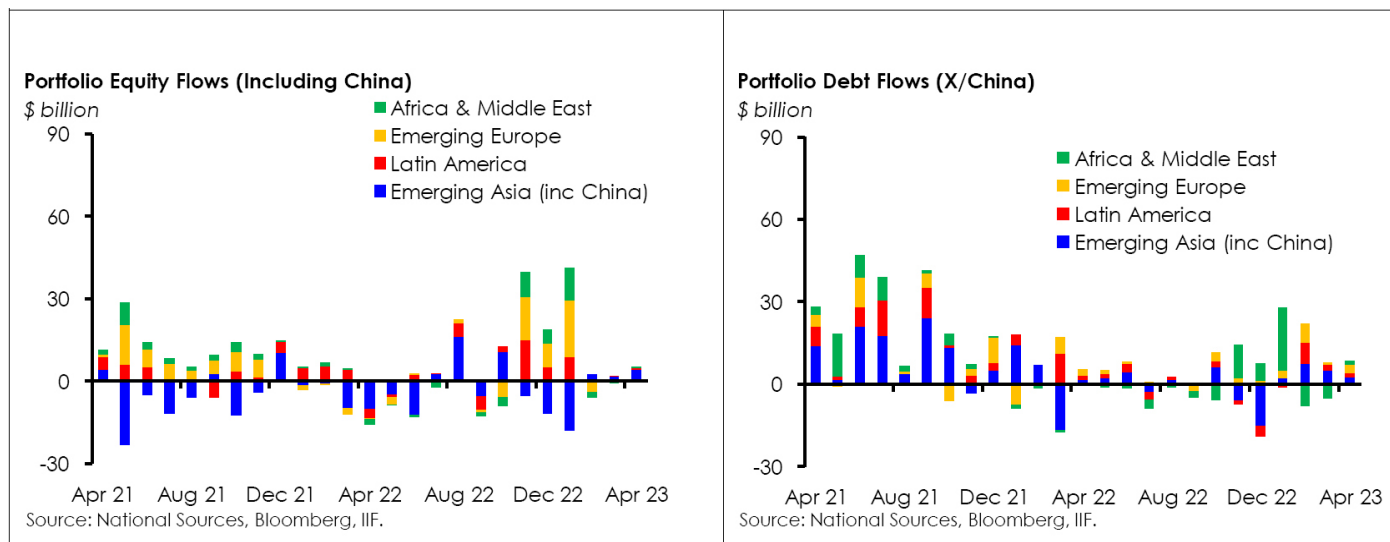 Portfolio Equity Flows (Including China)
$ billion
Africa & Middle East
Emerging Europe
Latin America
Emerging Asia (inc China)
90
60
30
0
-30
Apr 21 Aug 21 Dec 21 Apr 22 Aug 22 Dec 22 Apr 23
Source: National Sources, Bloomberg, IIF.
Portfolio Debt Flows (X/China)
$ billion
Africa & Middle East
Emerging Europe
Latin America
Emerging Asia (inc China)
90
60
30
0
-30
Apr 21 Aug 21 Dec 21 Apr 22 Aug 22 Dec 22 Apr 23
Source: National Sources, Bloomberg, IIF.